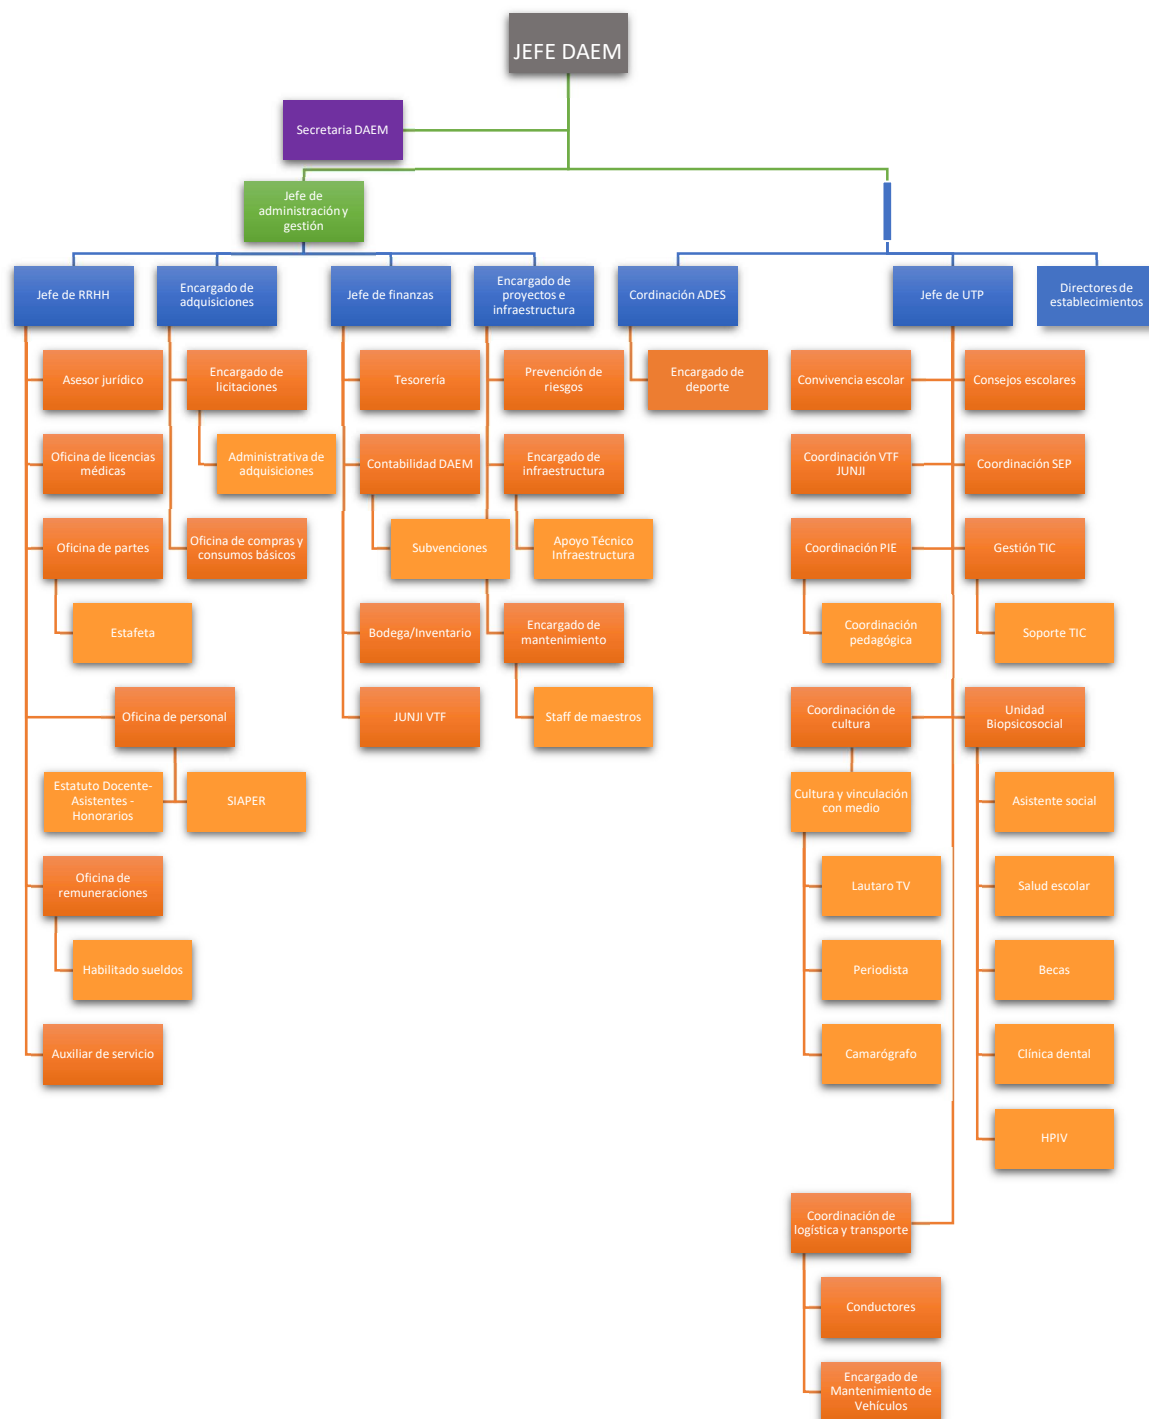 JEFE DAEM
Secretaria DAEM
Jefe de
administración y
gestión
Jefe de RRHH
Encargado de
adquisiciones
Jefe de finanzas
Encargado de
proyectos e
infraestructura
Cordinación ADES
Jefe de UTP
Directores de
establecimientos
Asesor jurídico
Encargado de
licitaciones
Tesorería
Prevención de
riesgos
Encargado de
deporte
Convivencia escolar
Consejos escolares
Oficina de licencias
médicas
Administrativa de
adquisiciones
Contabilidad DAEM
Encargado de
infraestructura
Coordinación VTF
JUNJI
Coordinación SEP
Oficina de partes
Oficina de compras y
consumos básicos
Subvenciones
Apoyo Técnico
Infraestructura
Coordinación PIE
Gestión TIC
Estafeta
Bodega/Inventario
Encargado de
mantenimiento
Coordinación
pedagógica
Soporte TIC
Oficina de personal
JUNJI VTF
Staff de maestros
Coordinación de
cultura
Unidad
Biopsicosocial
Estatuto Docente-
Asistentes -
Honorarios
SIAPER
Cultura y vinculación
con medio
Asistente social
Oficina de
remuneraciones
Lautaro TV
Salud escolar
Habilitado sueldos
Periodista
Becas
Auxiliar de servicio
Camarógrafo
Clínica dental
HPIV
Coordinación de
logística y transporte
Conductores
Encargado de
Mantenimiento de
Vehículos